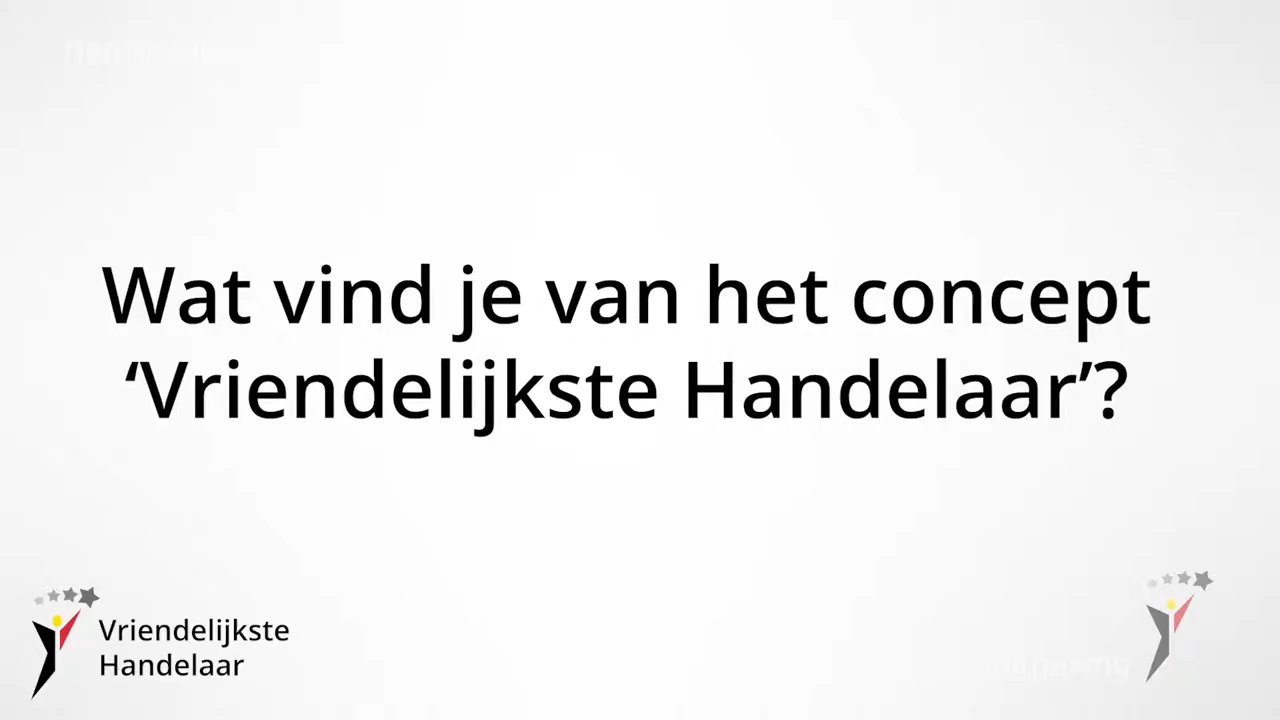 Wat vind je van het concept
‘Vriendelijkste Handelaar’?
Vriendelijkste
Handelaar